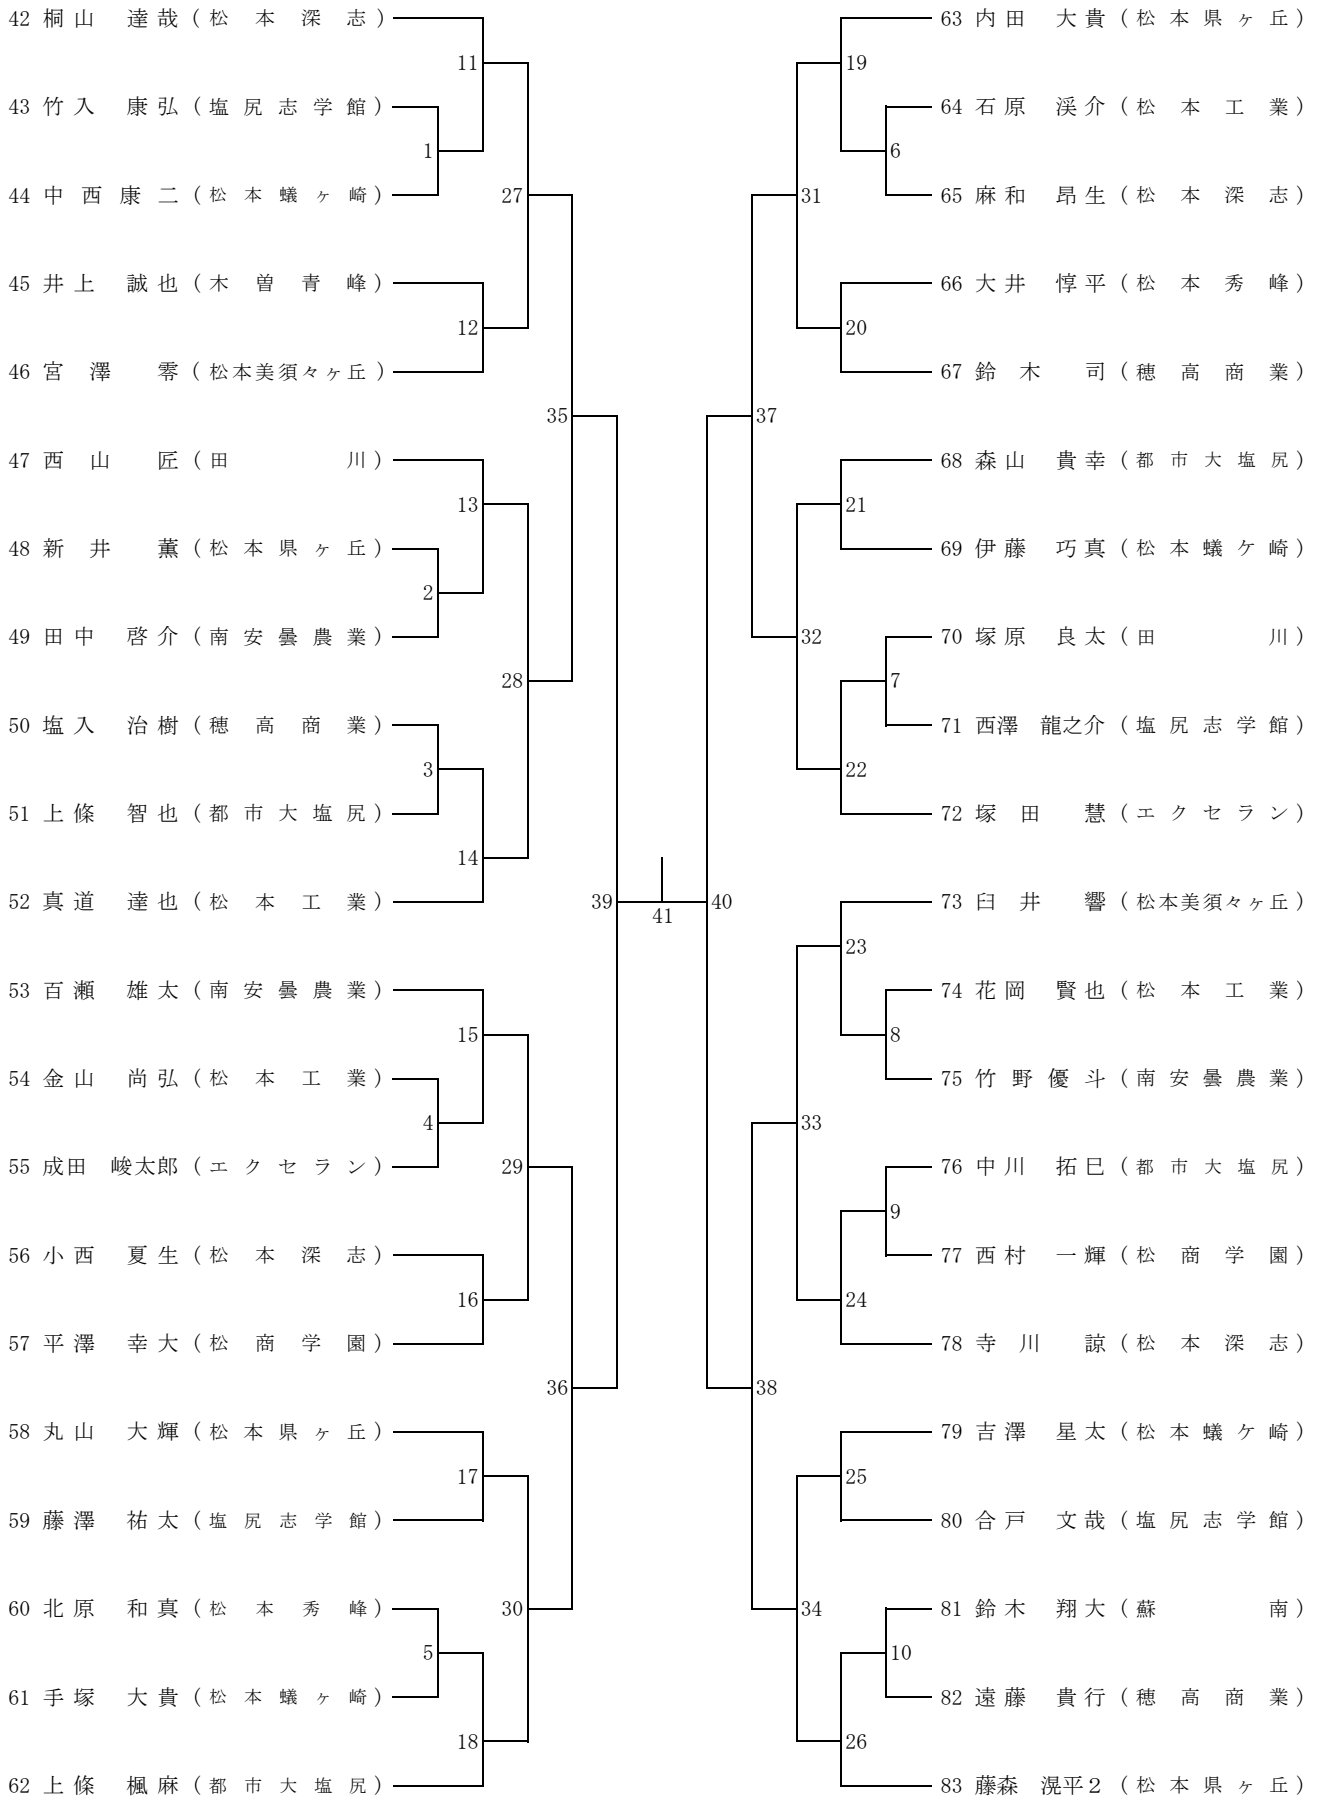 42 桐山 達哉 (松本深志)
11
43 竹入 康弘 (塩尻志学館)
1
44 中西康二 (松本蟻ヶ崎)
27
45 井上 誠也 (木曽青峰)
12
46 宮澤 零 (松本美須々ヶ丘)
35
47 西山 匠 (田川)
13
48 新井 薫 (松本県ヶ丘)
2
49 田中 啓介 (南安曇農業)
28
50 塩入 治樹 (穂高商業)
3
51 上條 智也 (都市大塩尻)
14
52 真道 達也 (松本工業)
39
53 百瀬 雄太 (南安曇農業)
15
54 金山 尚弘 (松本工業)
4
55 成田 峻太郎 (エクセラン)
29
56 小西 夏生 (松本深志)
16
57 平澤 幸大 (松商学園)
36
58 丸山 大輝 (松本県ヶ丘)
17
59 藤澤 祐太 (塩尻志学館)
60 北原 和真 (松本秀峰)
30
5
61 手塚 大貴 (松本蟻ヶ崎)
18
62 上條 楓麻 (都市大塩尻)
41
63 内田 大貴 (松本県ヶ丘)
19
64 石原 渓介 (松本工業)
6
65 麻和 昂生 (松本深志)
31
66 大井 惇平 (松本秀峰)
20
67 鈴木 司 (穂高商業)
37
68 森山 貴幸 (都市大塩尻)
21
69 伊藤 巧真 (松本蟻ケ崎)
32
70 塚原 良太 (田川)
7
71 西澤 龍之介 (塩尻志学館)
22
72 塚田 慧 (エクセラン)
40
73 臼井 響 (松本美須々ヶ丘)
23
74 花岡 賢也 (松本工業)
8
75 竹野優斗 (南安曇農業)
33
76 中川 拓巳 (都市大塩尻)
9
77 西村 一輝 (松商学園)
24
78 寺川 諒 (松本深志)
38
79 吉澤 星太 (松本蟻ケ崎)
25
80 合戸 文哉 (塩尻志学館)
34
81 鈴木 翔大 (蘇南)
10
82 遠藤 貴行 (穂高商業)
26
83 藤森 滉平2 (松本県ヶ丘)